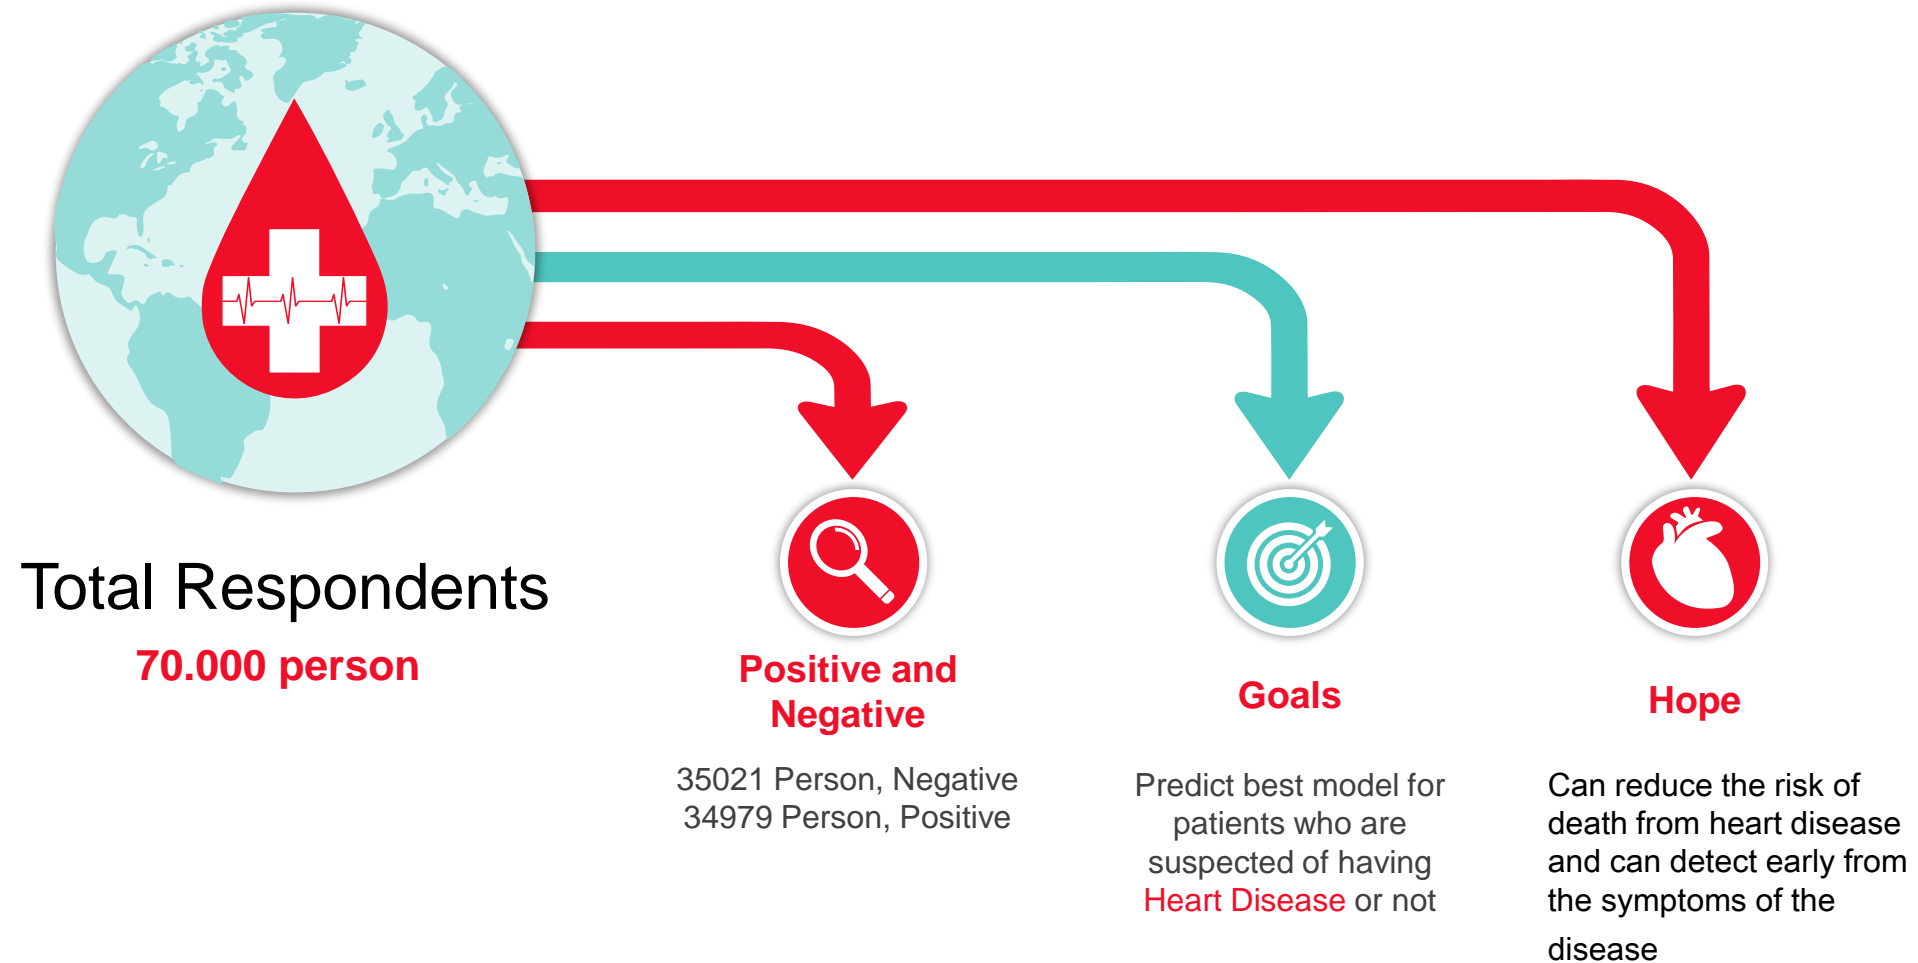 Total Respondents
70.000 person
Positive and
Negative
35021 Person, Negative
34979 Person, Positive
Goals
Predict best model for
patients who are
suspected of having
Heart Disease or not
Hope
Can reduce the risk of
death from heart disease
and can detect early from
the symptoms of the
disease